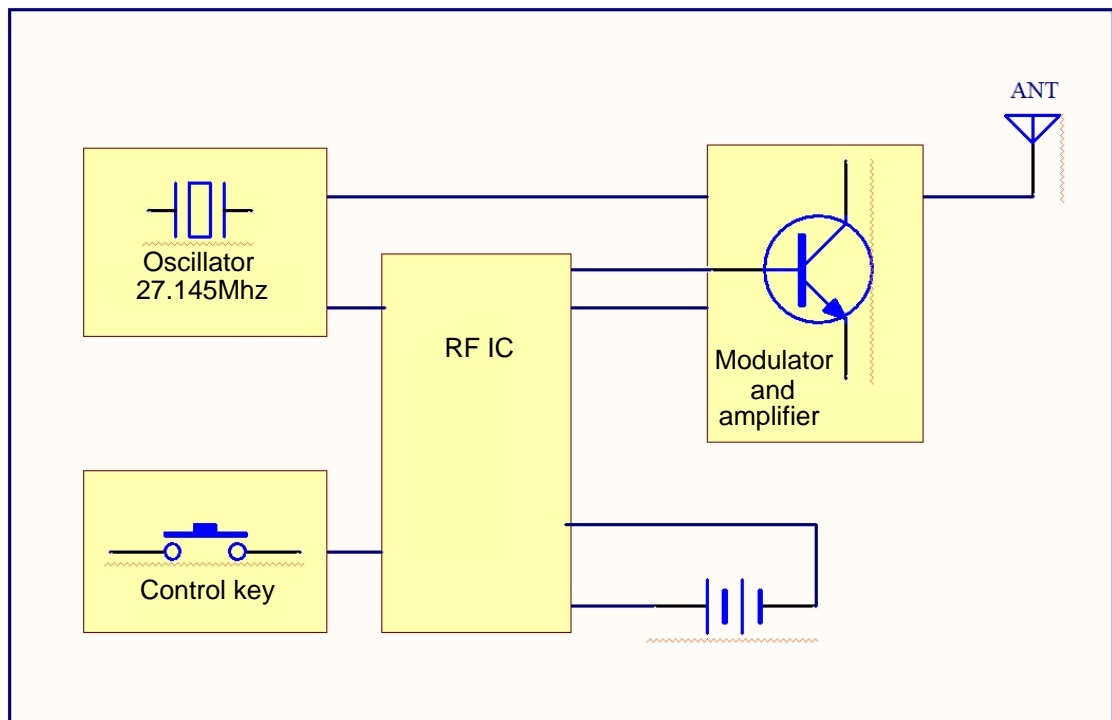 ANT
Oscillator
27.145Mhz
RF IC
Modulator
and
amplifier
Control key